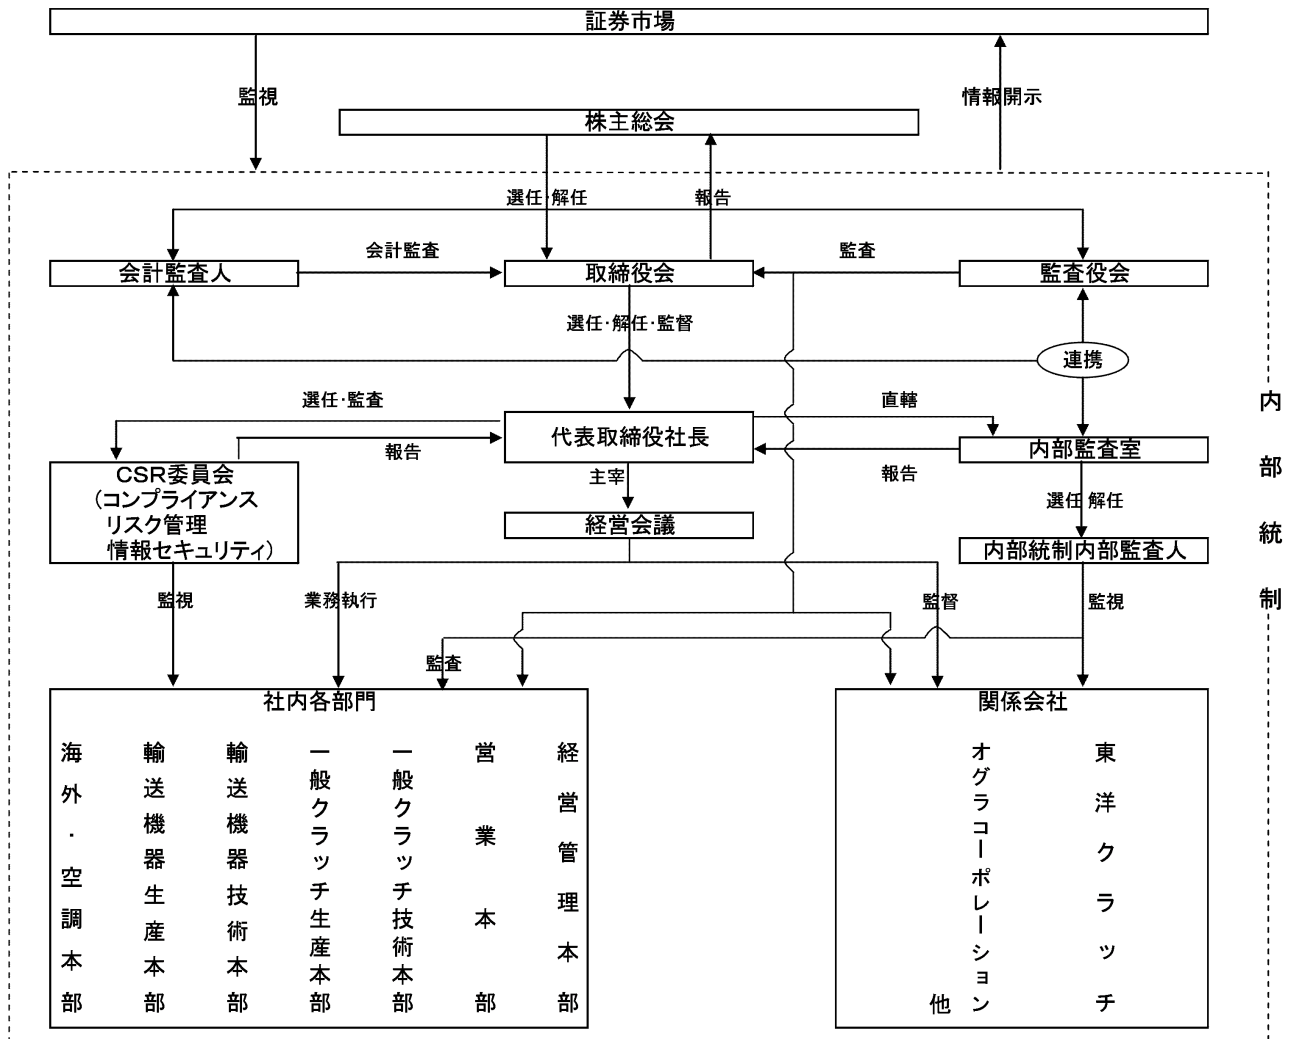 証券市場
監視
情報開示
株主総会
選任・解任
報告
会計監査
監査
会計監査人
取締役会
監査役会
選任・解任・監督
連携
選任・監査
直轄
代表取締役社長
報告
内部監査室
報告
CSR委員会
(コンプライアンス
リスク管理
情報セキュリティ)
主宰
選任 解任
経営会議
内部統制内部監査人
監視
業務執行
監督
監視
監査
内部統制
社内各部門
関係会社
海外・空調本部
輸送機器生産本部
輸送機器技術本部
一般クラッチ生産本部
一般クラッチ技術本部
営業本部
経営管理本部
他
オグラコーポレーション
東洋クラッチ